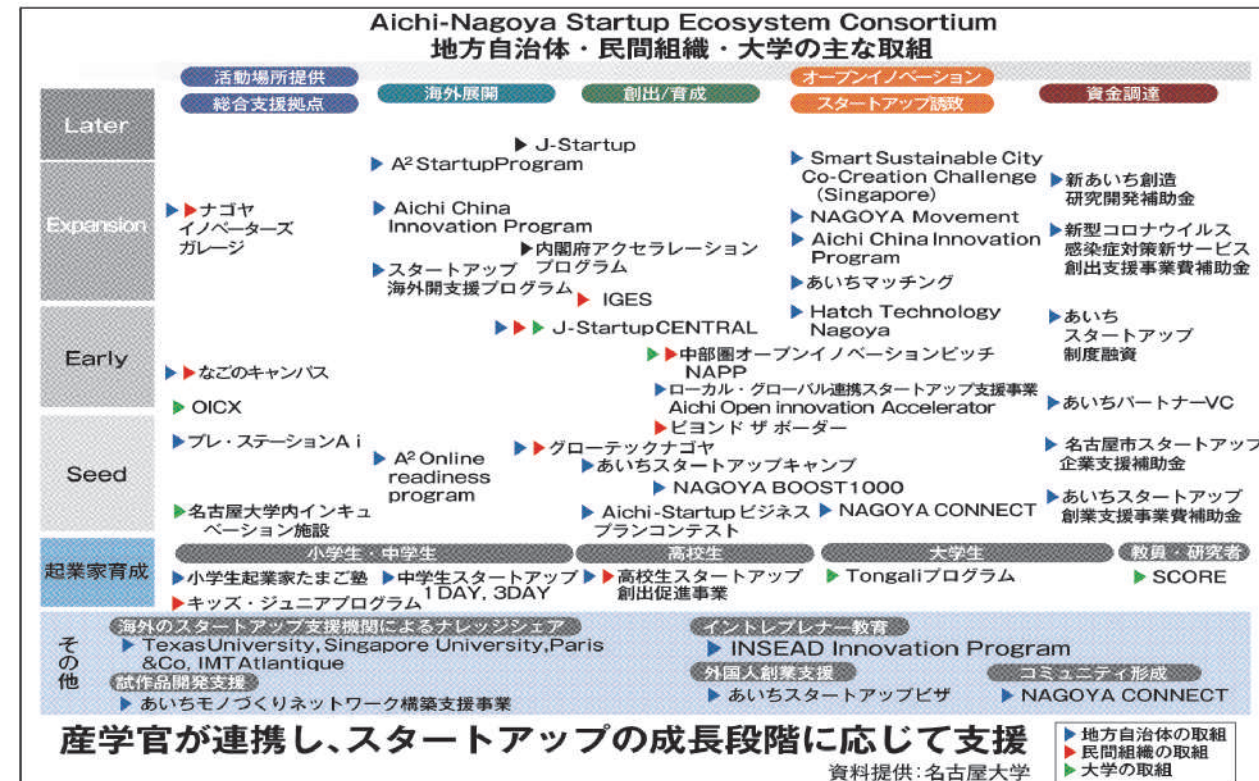 Aichi-Nagoya Startup Ecosystem Consortium
地方自治体・民間組織・大学の主な取組
活動場所提供
総合支援拠点
海外展開
創出/育成
オープンイノベーション
スタートアップ誘致
資金調達
Later
Expansion
Early
Seed
起業家育成
▶▶ナゴヤ
イノベーターズ
ガレージ
▶▶なごのキャンパス
▶OICX
▶プレ・ステーションAi
▶名古屋大学内インキュ
ベーション施設
▶J-Startup
▶A² StartupProgram
▶Aichi China
Innovation Program
▶内閣府アクセラレーション
プログラム
▶スタートアップ
海外開支援プログラム
▶IGES
▶▶▶J-StartupCENTRAL
▶▶中部圏オープンイノベーションピッチ
NAPP
▶ローカル・グローバル連携スタートアップ支援事業
Aichi Open innovation Accelerator
▶ビヨンド ザ ボーダー
▶▶グローテックナゴヤ
▶A² Online
readiness
program
▶あいちスタートアップキャンプ
▶NAGOYA BOOST1000
▶Aichi-Startup ビジネス
プランコンテスト
▶Smart Sustainable City
Co-Creation Challenge
(Singapore)
▶NAGOYA Movement
▶Aichi China Innovation
Program
▶あいちマッチング
▶Hatch Technology
Nagoya
▶NAGOYA CONNECT
▶新あいち創造
研究開発補助金
▶新型コロナウイルス
感染症対策新サービス
創出支援事業費補助金
▶あいち
スタートアップ
制度融資
▶あいちパートナーVC
▶名古屋市スタートアップ
企業支援補助金
▶あいちスタートアップ
創業支援事業費補助金
小学生・中学生
高校生
大学生
教員・研究者
▶小学生起業家たまご塾
▶キッズ・ジュニアプログラム
▶中学生スタートアップ
1 DAY, 3DAY
▶▶高校生スタートアップ
創出促進事業
▶Tongaliプログラム
▶SCORE
その他
海外のスタートアップ支援機関によるナレッジシェア
▶TexasUniversity, Singapore University, Paris
&Co, IMT Atlantique
試作品開発支援
▶あいちモノづくりネットワーク構築支援事業
イントレプレナー教育
▶INSEAD Innovation Program
外国人創業支援
▶あいちスタートアップビザ
コミュニティ形成
▶NAGOYA CONNECT
産学官が連携し、スタートアップの成長段階に応じて支援
▶地方自治体の取組
▶民間組織の取組
▶大学の取組
資料提供：名古屋大学